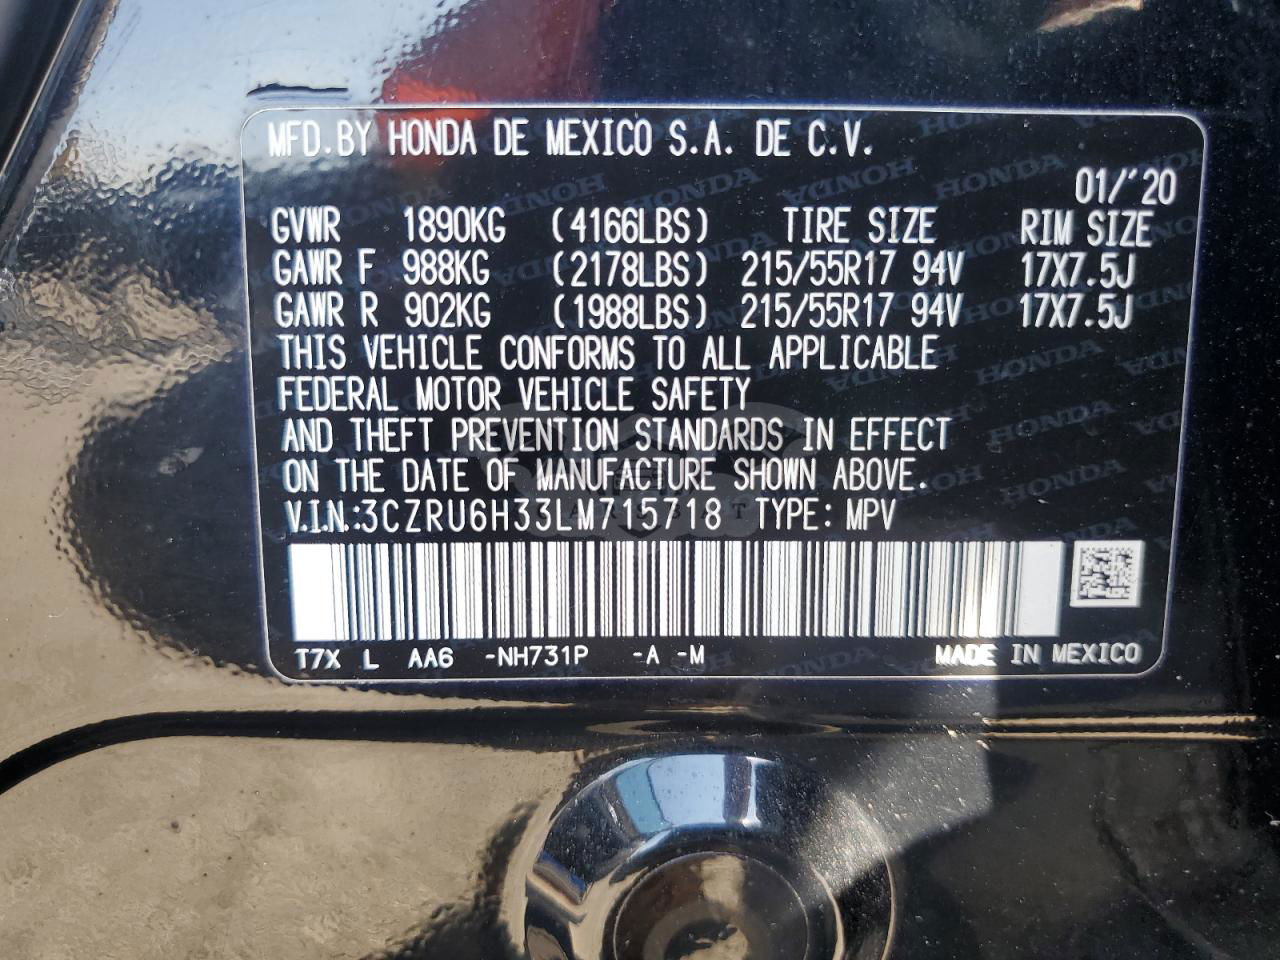 MFD.BY HONDA DE MEXICO S.A. DE C.V.
01/'20
GVWR 1890KG (4166LBS) TIRE SIZE RIM SIZE
GAWR F 988KG (2178LBS) 215/55R17 94V 17X7.5J
GAWR R 902KG (1988LBS) 215/55R17 94V 17X7.5J
THIS VEHICLE CONFORMS TO ALL APPLICABLE
FEDERAL MOTOR VEHICLE SAFETY
AND THEFT PREVENTION STANDARDS IN EFFECT
ON THE DATE OF MANUFACTURE SHOWN ABOVE.
V.I.N.:3CZRU6H33LM715718 TYPE: MPV
T7X L AA6 -NH731P -A -M MADE IN MEXICO